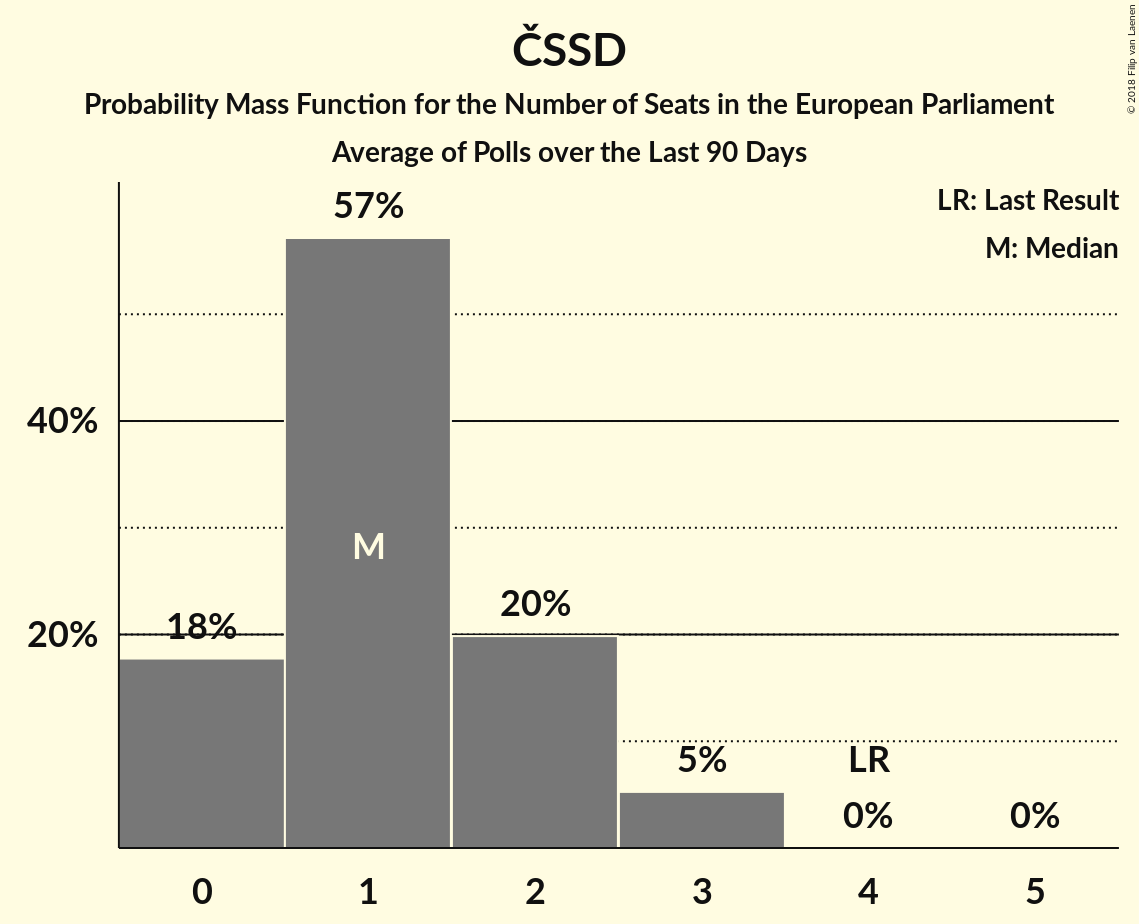 ČSSD
Probability Mass Function for the Number of Seats in the European Parliament
Average of Polls over the Last 90 Days
© 2018 Filip van Laenen
LR: Last Result
M: Median
57%
40%
M
20%
18%
20%
5%
LR
0%
0%
0 1 2 3 4 5